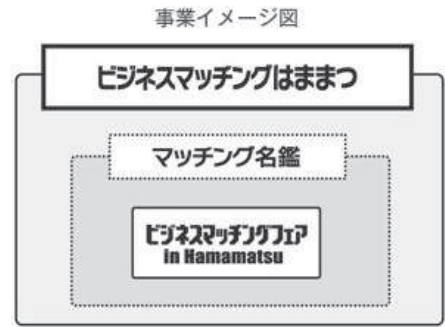 事業イメージ図
ビジネスマッチングはままつ
マッチング名鑑
ビジネスマッチングフェア
in Hamamatsu